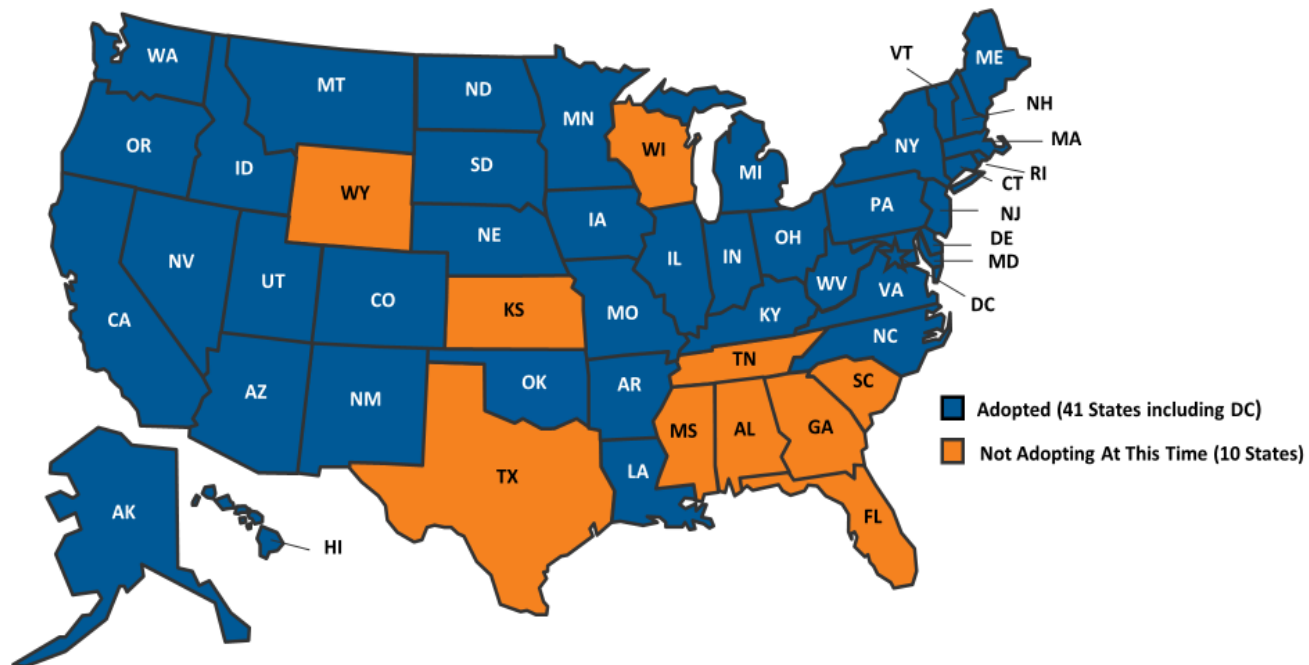 WA
MT
ND
MN
VT
ME
OR
ID
SD
WI
MI
NY
NH
MA
WY
RI
CT
IA
NE
PA
NJ
NV
UT
CO
IL
IN
OH
DE
MD
WV
VA
DC
CA
KS
MO
KY
NC
AZ
NM
OK
AR
TN
SC
MS
AL
GA
Adopted (41 States including DC)
Not Adopting At This Time (10 States)
TX
LA
FL
AK
HI